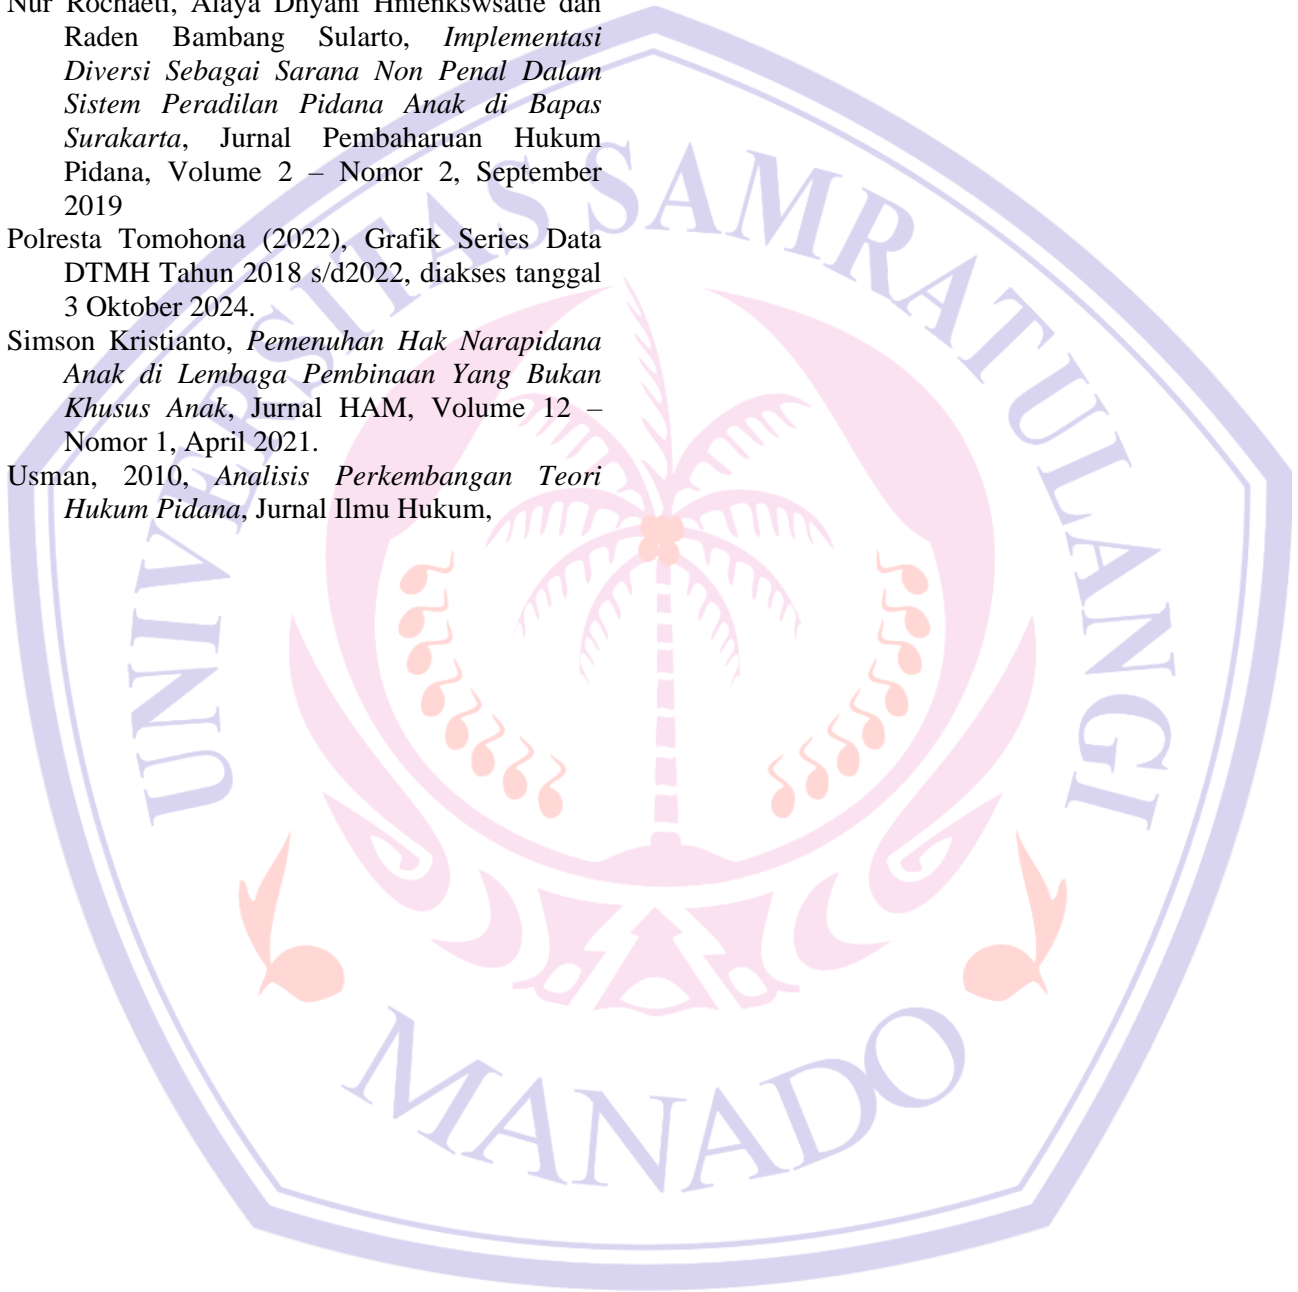 Nur Rochaeti, Alaya Dhyani Hmenkswsatie dan
Raden Bambang Sularto, Implementasi
Diversi Sebagai Sarana Non Penal Dalam
Sistem Peradilan Pidana Anak di Bapas
Surakarta, Jurnal Pembaharuan Hukum
Pidana, Volume 2 – Nomor 2, September
2019
Polresta Tomohona (2022), Grafik Series Data
DTMH Tahun 2018 s/d2022, diakses tanggal
3 Oktober 2024.
Simson Kristianto, Pemenuhan Hak Narapidana
Anak di Lembaga Pembinaan Yang Bukan
Khusus Anak, Jurnal HAM, Volume 12 –
Nomor 1, April 2021.
Usman, 2010, Analisis Perkembangan Teori
Hukum Pidana, Jurnal Ilmu Hukum,
UNIVERSITAS SAM RATULANGI
MANADO